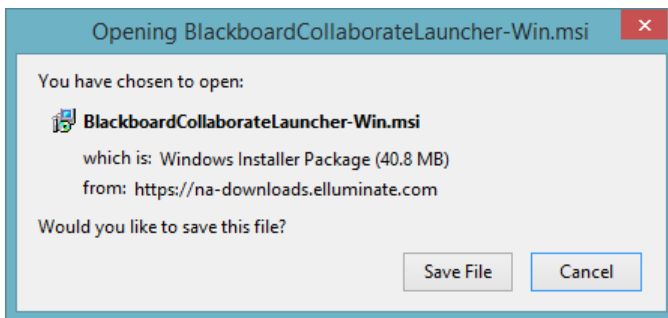 Opening BlackboardCollaborateLauncher-Win.msi
You have chosen to open:
BlackboardCollaborateLauncher-Win.msi
which is: Windows Installer Package (40.8 MB)
from: https://na-downloads.elluminate.com
Would you like to save this file?
Save File Cancel